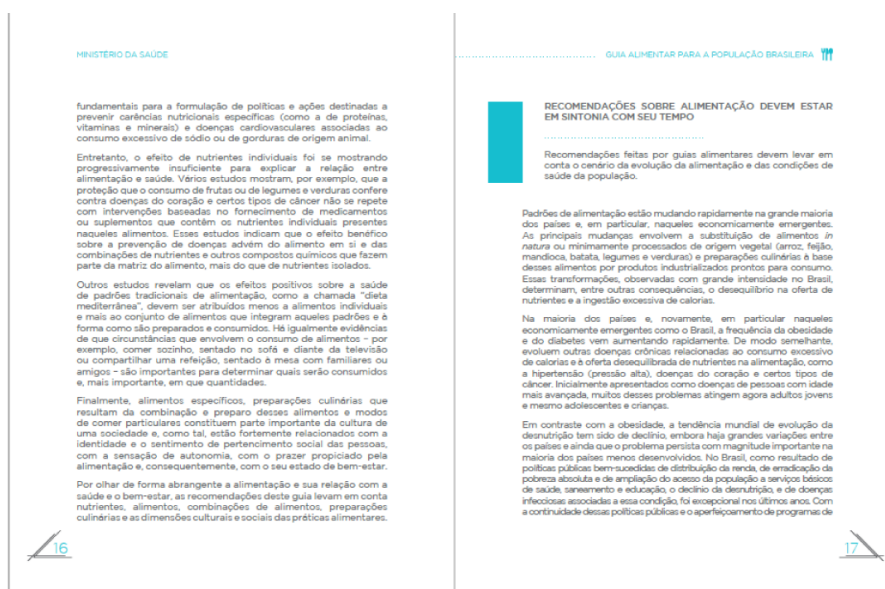 MINISTÉRIO DA SAÚDE
fundamentais para a formulação de políticas e ações destinadas a
prevenir carências nutricionais específicas (como a de proteínas,
vitaminas e minerais) e doenças cardiovasculares associadas ao
consumo excessivo de sódio ou de gorduras de origem animal.
Entretanto, o efeito de nutrientes individuais foi se mostrando
progressivamente insuficiente para explicar a relação entre
alimentação e saúde. Vários estudos mostram, por exemplo, que a
proteção que o consumo de frutas ou de legumes e verduras confere
contra doenças do coração e certos tipos de câncer não se repete
com intervenções baseadas no fornecimento de medicamentos
ou suplementos que contêm os nutrientes individuais presentes
naqueles alimentos. Esses estudos indicam que o efeito benéfico
sobre a prevenção de doenças advém do alimento em si e das
combinações de nutrientes e outros compostos químicos que fazem
parte da matriz do alimento, mais do que de nutrientes isolados.
Outros estudos revelam que os efeitos positivos sobre a saúde
de padrões tradicionais de alimentação, como a chamada "dieta
mediterrânea", devem ser atribuídos menos a alimentos individuais
e mais ao conjunto de alimentos que integram aqueles padrões e à
forma como são preparados e consumidos. Há igualmente evidências
de que circunstâncias que envolvem o consumo de alimentos – por
exemplo, comer sozinho, sentado no sofá e diante da televisão
ou compartilhar uma refeição, sentado à mesa com familiares ou
amigos – são importantes para determinar quais serão consumidos
e, mais importante, em que quantidades.
Finalmente, alimentos específicos, preparações culinárias que
resultam da combinação e preparo desses alimentos e modos
de comer particulares constituem parte importante da cultura de
uma sociedade e, como tal, estão fortemente relacionados com a
identidade e o sentimento de pertencimento social das pessoas,
com a sensação de autonomia, com o prazer propiciado pela
alimentação e, consequentemente, com o seu estado de bem-estar.
Por olhar de forma abrangente a alimentação e sua relação com a
saúde e o bem-estar, as recomendações deste guia levam em conta
nutrientes, alimentos, combinações de alimentos, preparações
culinárias e as dimensões culturais e sociais das práticas alimentares.
16
GUIA ALIMENTAR PARA A POPULAÇÃO BRASILEIRA
RECOMENDAÇÕES SOBRE ALIMENTAÇÃO DEVEM ESTAR
EM SINTONIA COM SEU TEMPO
Recomendações feitas por guias alimentares devem levar em
conta o cenário da evolução da alimentação e das condições de
saúde da população.
Padrões de alimentação estão mudando rapidamente na grande maioria
dos países e, em particular, naqueles economicamente emergentes.
As principais mudanças envolvem a substituição de alimentos in
natura ou minimamente processados de origem vegetal (arroz, feijão,
mandioca, batata, legumes e verduras) e preparações culinárias à base
desses alimentos por produtos industrializados prontos para consumo.
Essas transformações, observadas com grande intensidade no Brasil,
determinam, entre outras consequências, o desequilíbrio na oferta de
nutrientes e a ingestão excessiva de calorias.
Na maioria dos países e, novamente, em particular naqueles
economicamente emergentes como o Brasil, a frequência da obesidade
e do diabetes vem aumentando rapidamente. De modo semelhante,
evoluem outras doenças crônicas relacionadas ao consumo excessivo
de calorias e à oferta desequilibrada de nutrientes na alimentação, como
a hipertensão (pressão alta), doenças do coração e certos tipos de
câncer. Inicialmente apresentados como doenças de pessoas com idade
mais avançada, muitos desses problemas atingem agora adultos jovens
e mesmo adolescentes e crianças.
Em contraste com a obesidade, a tendência mundial de evolução da
desnutrição tem sido de declínio, embora haja grandes variações entre
os países e ainda que o problema persista com magnitude importante na
maioria dos países menos desenvolvidos. No Brasil, como resultado de
políticas públicas bem-sucedidas de distribuição da renda, de erradicação da
pobreza absoluta e de ampliação do acesso da população a serviços básicos
de saúde, saneamento e educação, o declínio da desnutrição, e de doenças
infecciosas associadas a essa condição, foi excepcional nos últimos anos. Com
a continuidade dessas políticas públicas e o aperfeiçoamento de programas de
17